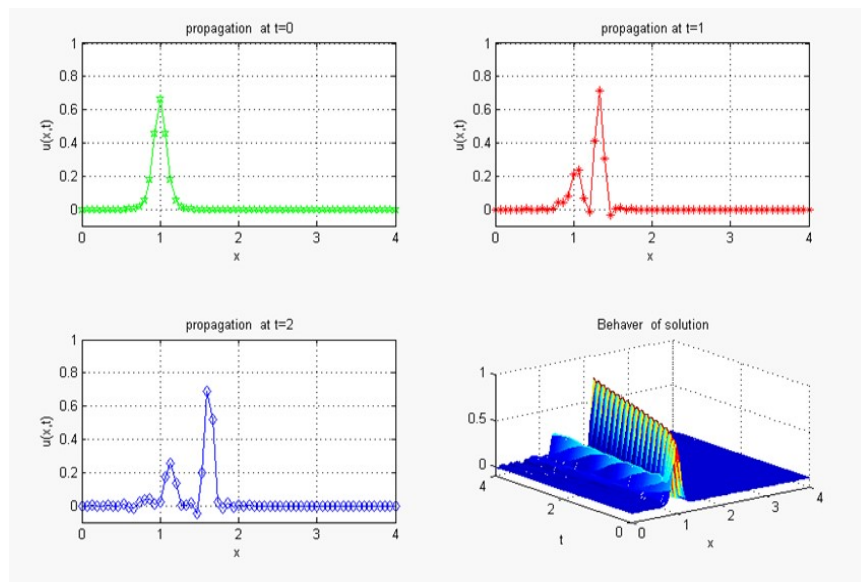 propagation at t=0
1
0.8
0.6
0.4
0.2
0
u(x,t)
0 1 2 3 4
x
propagation at t=1
1
0.8
0.6
0.4
0.2
0
u(x,t)
0 1 2 3 4
x
propagation at t=2
1
0.8
0.6
0.4
0.2
0
u(x,t)
0 1 2 3 4
x
Behaver of solution
1
0.5
0
4 2 0
t
0 1 2 3 4
x